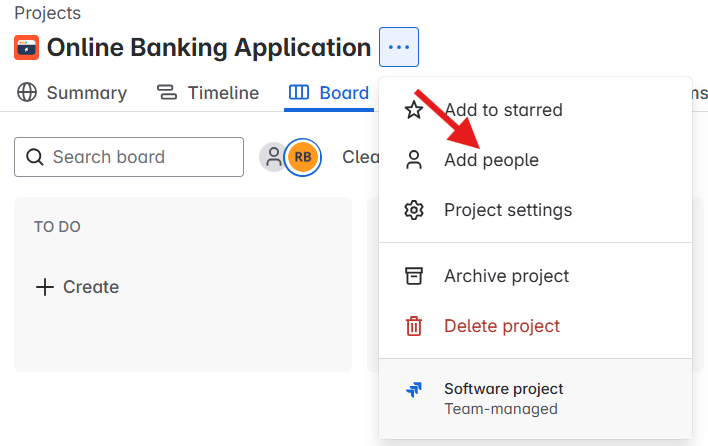 Projects
Online Banking Application
Summary
Timeline
Board
Add to starred
Search board
RB
Clea
Add people
TO DO
Project settings
Create
Archive project
Delete project
Software project
Team-managed